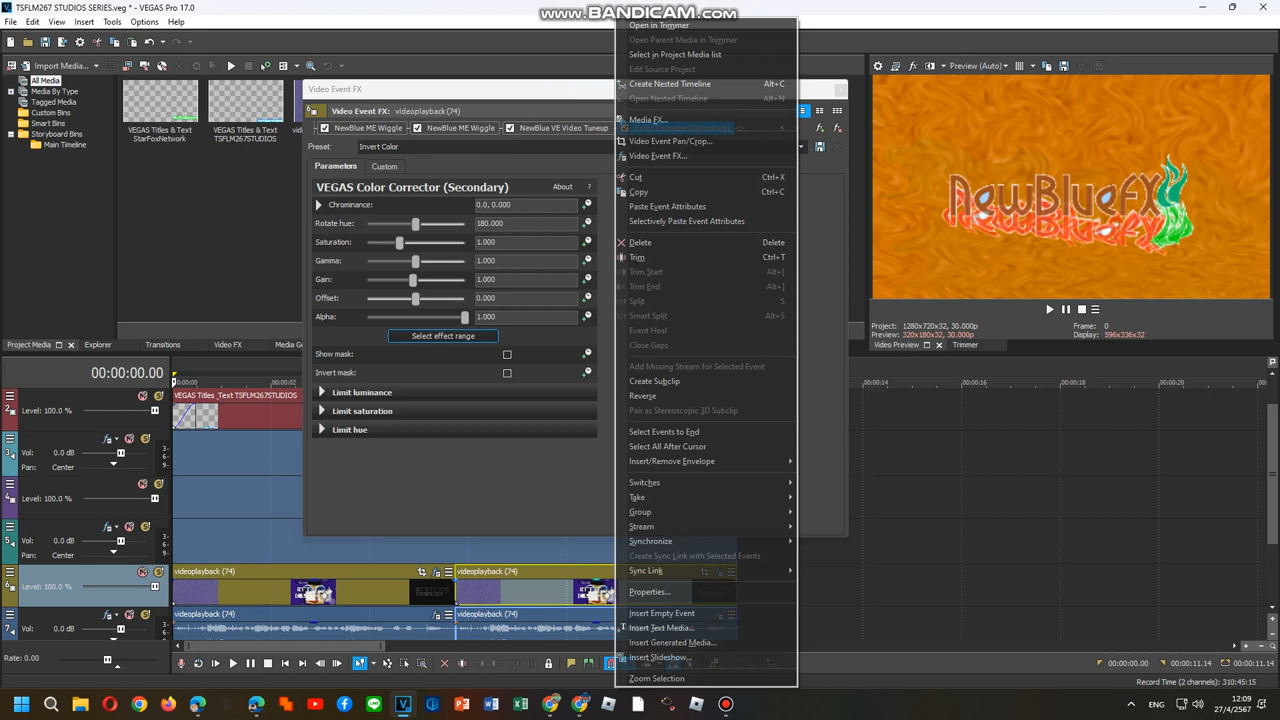 TSFLM267 STUDIOS SERIES.veg * - VEGAS Pro 17.0
www.BANDICAM.com
File Edit View Insert Tools Options Help
Open in Trimmer
Open Parent Media in Trimmer
Select in Project Media list
Edit Source Project
Create Nested Timeline Alt+C
Open Nested Timeline Alt+N
Media FX...
Video Event Pan/Crop...
Video Event FX...
Cut Ctrl+X
Copy Ctrl+C
Paste Event Attributes
Selectively Paste Event Attributes
Delete Delete
Trim Ctrl+T
Trim Start Alt+[
Trim End Alt+]
Split S
Smart Split Alt+S
Event Heal
Close Gaps
Add Missing Stream for Selected Event
Create Subclip
Reverse
Pair as Stereoscopic 3D Subclip
Select Events to End
Select All After Cursor
Insert/Remove Envelope
Switches
Take
Group
Stream
Synchronize
Create Sync Link with Selected Events
Sync Link
Properties...
Insert Empty Event
Insert Text Media...
Insert Generated Media...
Insert Slideshow...
Zoom Selection
Import Media...
All Media
Media By Type
Tagged Media
Custom Bins
Smart Bins
Storyboard Bins
Main Timeline
VEGAS Titles & Text
StarFoxNetwork
VEGAS Titles & Text
TSFLM267STUDIOS
Video Event FX
Video Event FX: videoplayback (74)
NewBlue ME Wiggle
NewBlue ME Wiggle
NewBlue VE Video Tuneup
Preset: Invert Color
Parameters Custom
VEGAS Color Corrector (Secondary) About ?
Chrominance: 0.0, 0.000
Rotate hue: 180.000
Saturation: 1.000
Gamma: 1.000
Gain: 1.000
Offset: 0.000
Alpha: 1.000
Select effect range
Show mask:
Invert mask:
Limit luminance
Limit saturation
Limit hue
Preview (Auto)
NewBlueFX
NewBlueFX
Project: 1280x720x32, 30.000p
Preview: 320x180x32, 30.000p
Frame: 0
Display: 596x336x32
Video Preview Trimmer
Project Media Explorer Transitions Video FX
00:00:00.00
00:00:14 00:00:16 00:00:18 00:00:20
2 Level: 100.0 %
VEGAS Titles _Text TSFLM267STUDIOS
3 Vol: 0.0 dB
Pan: Center
4 Level: 100.0 %
5 Vol: 0.0 dB
Pan: Center
6 Level: 100.0 %
videoplayback (74) videoplayback (74)
7 Vol: 0.0 dB
Pan: Center
videoplayback (74) videoplayback (74)
Rate: 0.00
00:00:00.00 00:00:11.14 00:00:11.14
Record Time (2 channels): 310:45:15
ENG
12:09
27/4/2567